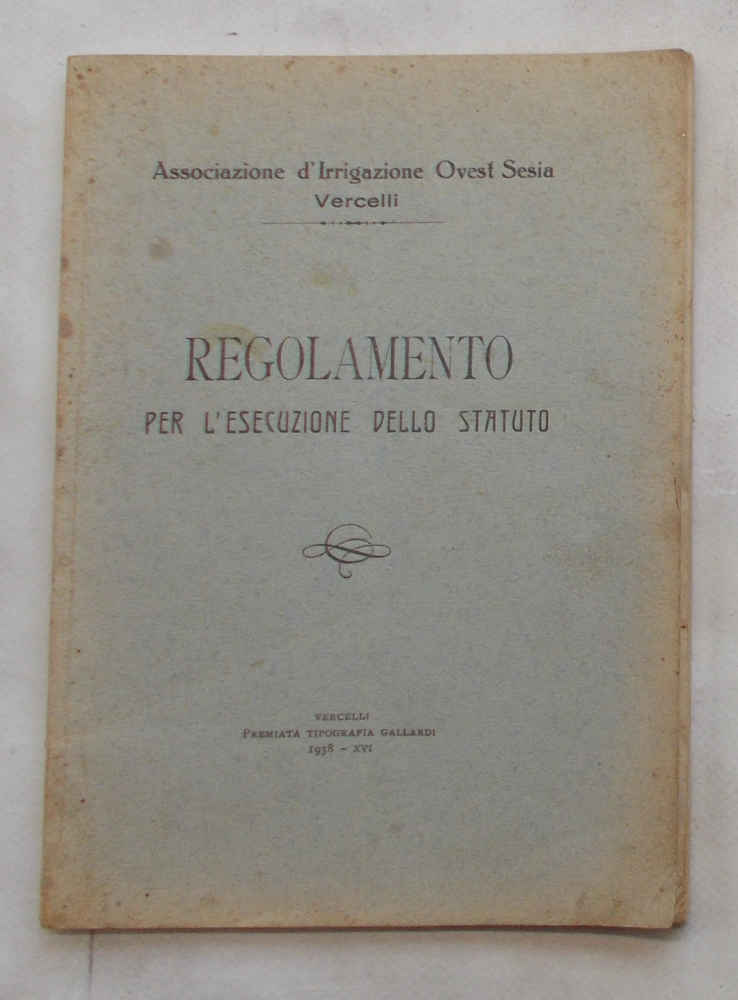 Associazione d'Irrigazione Ovest Sesia
Vercelli
REGOLAMENTO
PER L'ESECUZIONE DELLO STATUTO
VERCELLI
PREMIATA TIPOGRAFIA GALLARDI
1938 - XVI